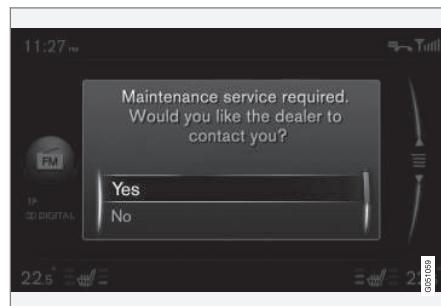 11:27
Maintenance service required.
Would you like the dealer to
contact you?
FM
Yes
No
TP
DIGITAL
22.5°
22
G051059